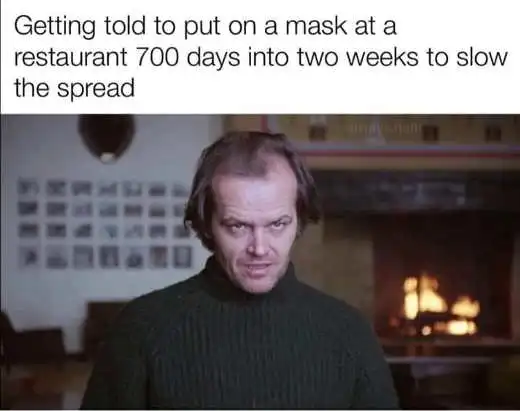 Getting told to put on a mask at a
restaurant 700 days into two weeks to slow
the spread